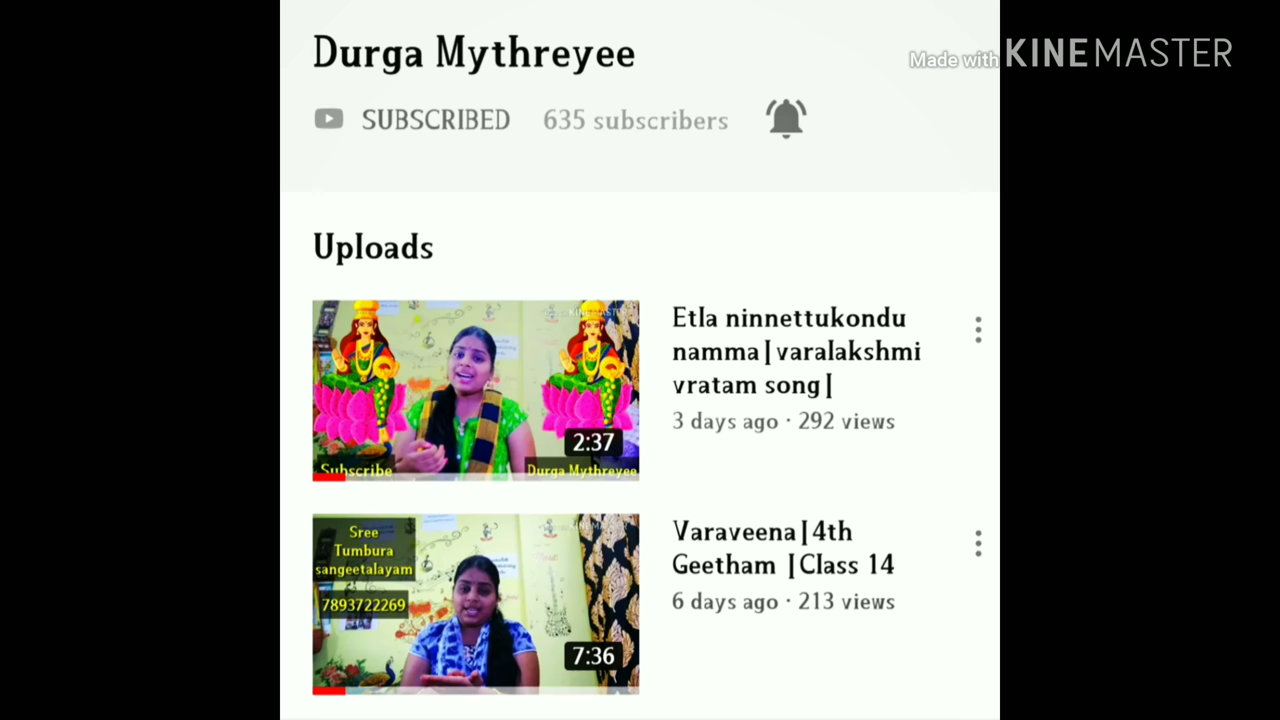 Durga Mythreyee
Made with KINEMASTER
SUBSCRIBED 635 subscribers
Uploads
KINEMASTER
2:37
Subscribe
Durga Mythreyee
Etla ninnettukondu
namma|varalakshmi
vratam song|
3 days ago · 292 views
Sree
Tumbura
sangeetalayam
7893722269
7:36
Varaveena|4th
Geetham |Class 14
6 days ago · 213 views